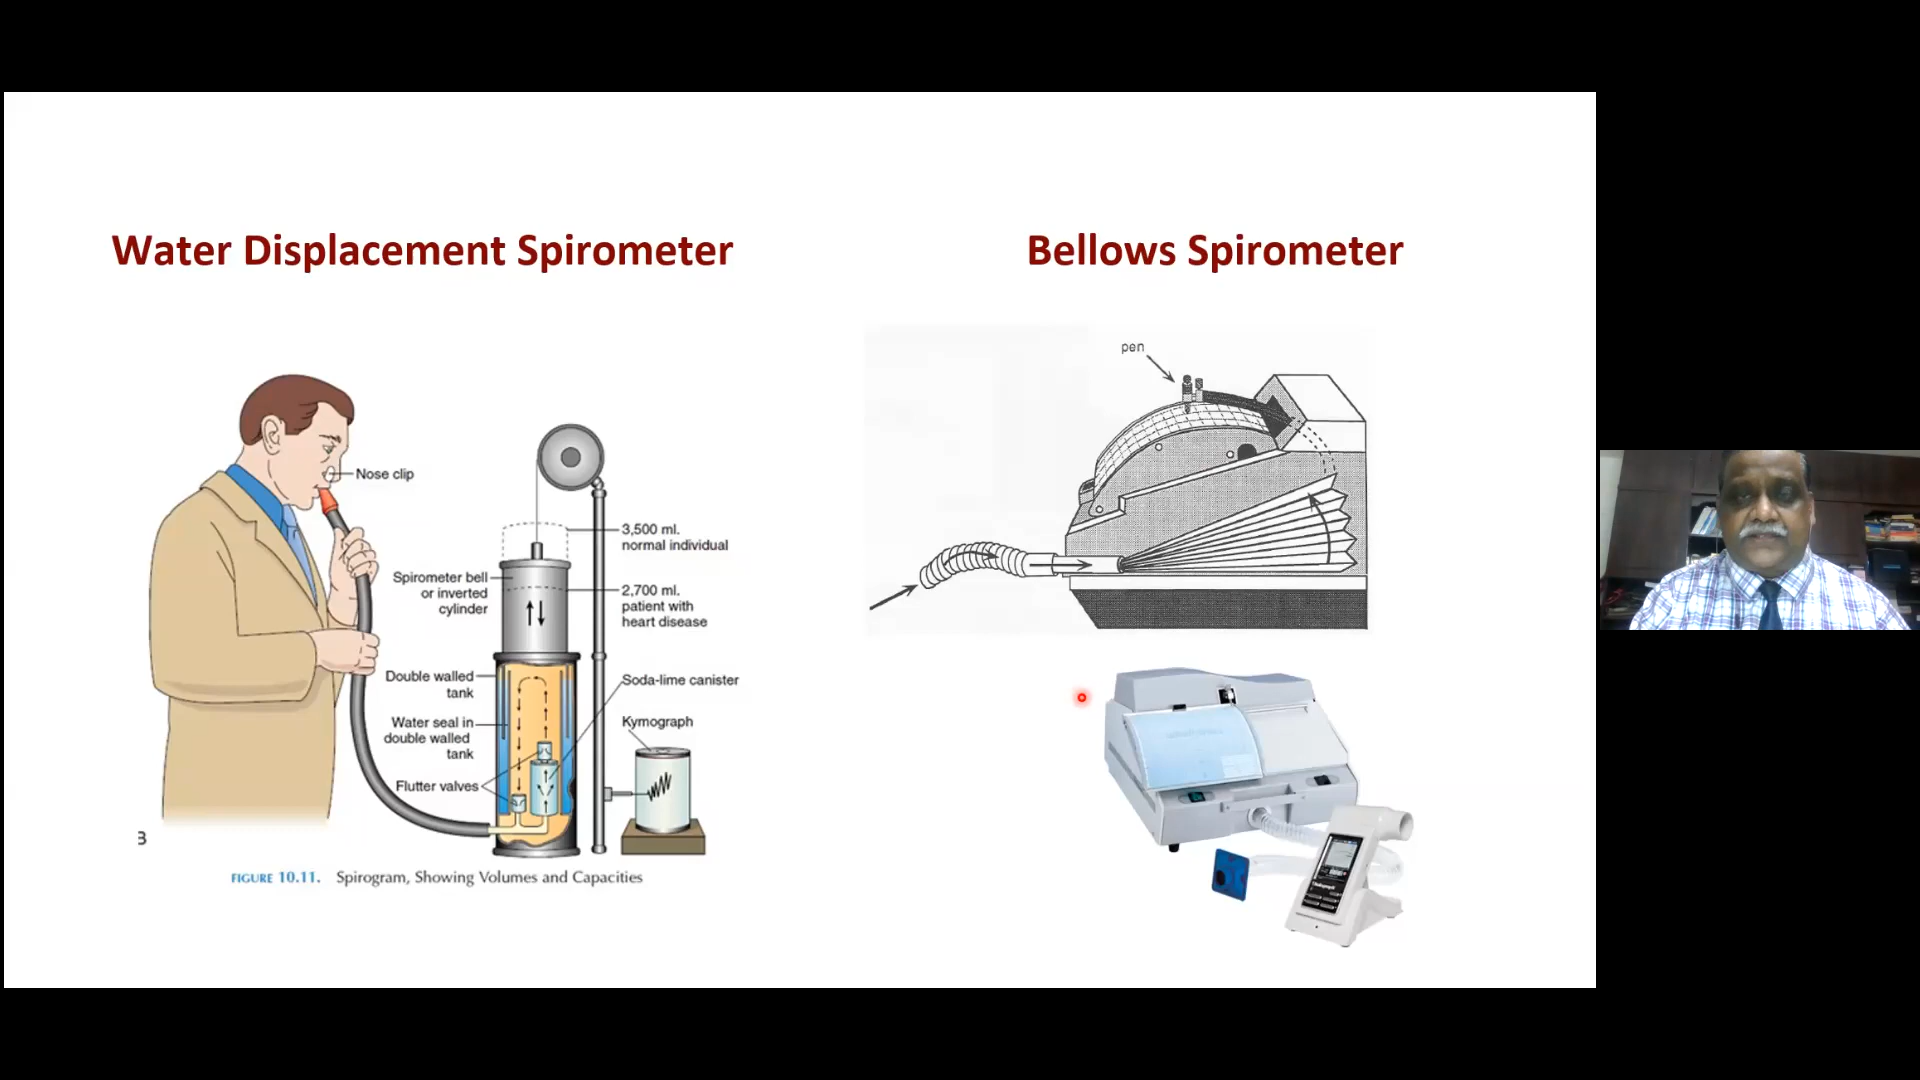 Water Displacement Spirometer
Nose clip
3,500 ml.
normal individual
Spirometer bell
or inverted
cylinder
2,700 ml.
patient with
heart disease
Double walled
tank
Soda-lime canister
Water seal in
double walled
tank
Kymograph
Flutter valves
B
FIGURE 10.11. Spirogram, Showing Volumes and Capacities
Bellows Spirometer
pen